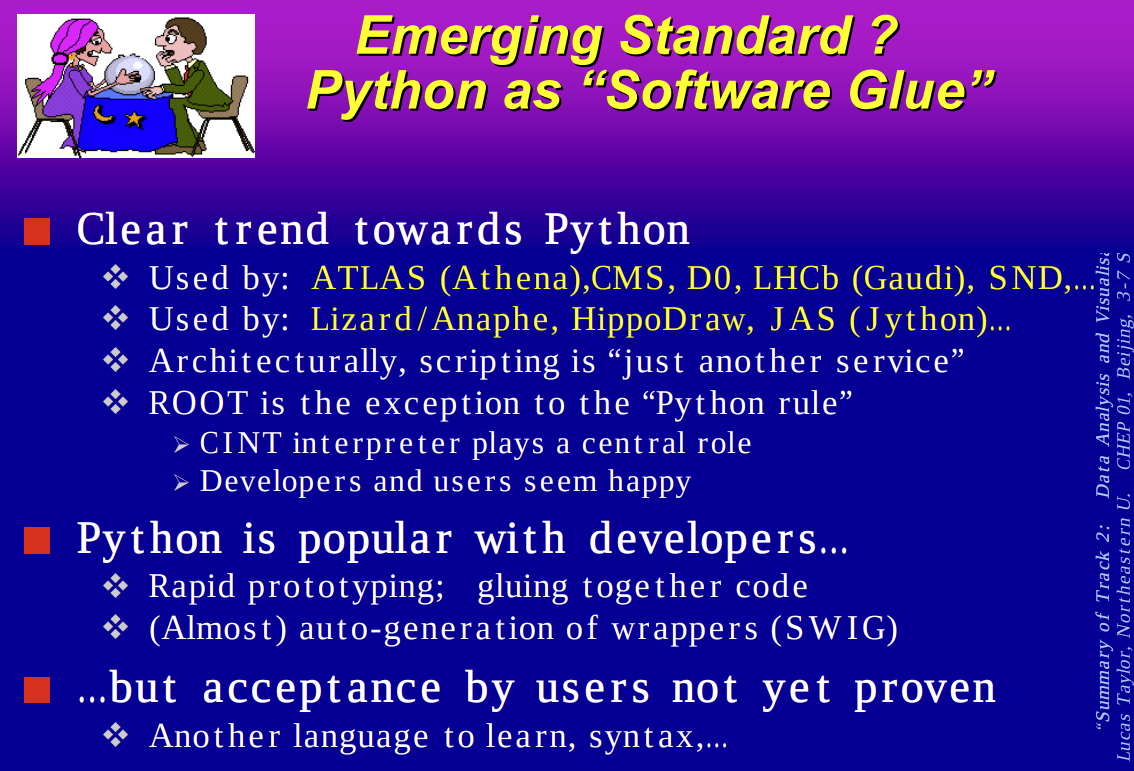 Emerging Standard ?
Python as “Software Glue”
Clear trend towards Python
Used by: ATLAS (Athena),CMS, D0, LHCb (Gaudi), SND,...
Used by: Lizard/Anaphe, HippoDraw, JAS (Jython)...
Architecturally, scripting is “just another service”
ROOT is the exception to the “Python rule”
CINT interpreter plays a central role
Developers and users seem happy
Python is popular with developers...
Rapid prototyping; gluing together code
(Almost) auto-generation of wrappers (SWIG)
...but acceptance by users not yet proven
Another language to learn, syntax,...
“Summary of Track 2: Data Analysis and
Lucas Taylor, Northeastern U. CHEP 01, Beijing, 3-7 S